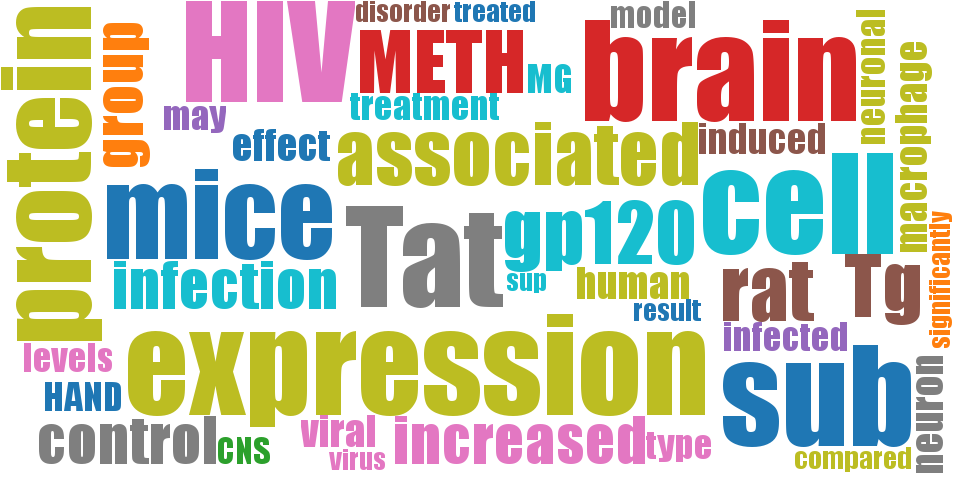 protein
group
HIV
disorder
treated
model
METH
MG
brain
neuronal
macrophage
may
treatment
effect
associated
induced
mice
Tat
gp120
cell
infection
sup
human
rat
Tg
significantly
result
infected
levels
expression
HAND
sub
neuron
control
CNS
viral
virus
increased
type
compared